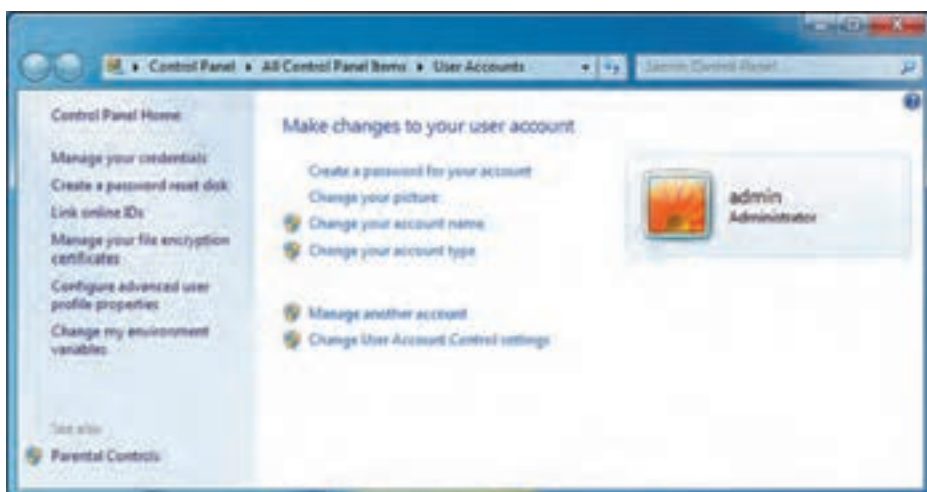 Control Panel ▸ All Control Panel Items ▸ User Accounts
Search Control Panel
Control Panel Home
Manage your credentials
Create a password reset disk
Link online IDs
Manage your file encryption
certificates
Configure advanced user
profile properties
Change my environment
variables
See also
Parental Controls
Make changes to your user account
Create a password for your account
Change your picture
Change your account name
Change your account type
Manage another account
Change User Account Control settings
admin
Administrator